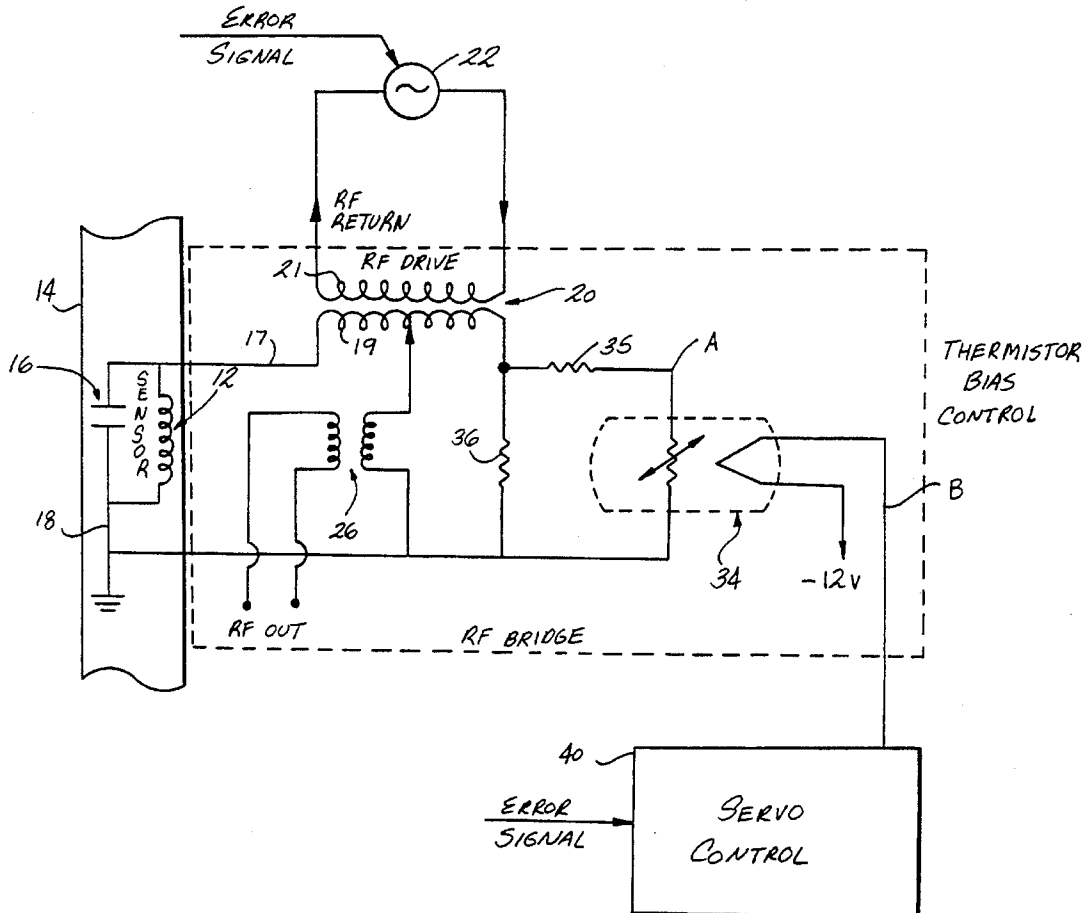 ERROR
SIGNAL
22
RF
RETURN
RF DRIVE
21
20
14
19
17
35
A
THERMISTOR
BIAS
CONTROL
16
SENSOR
12
36
B
26
18
34
-12V
RF OUT
RF BRIDGE
40
ERROR
SIGNAL
SERVO
CONTROL